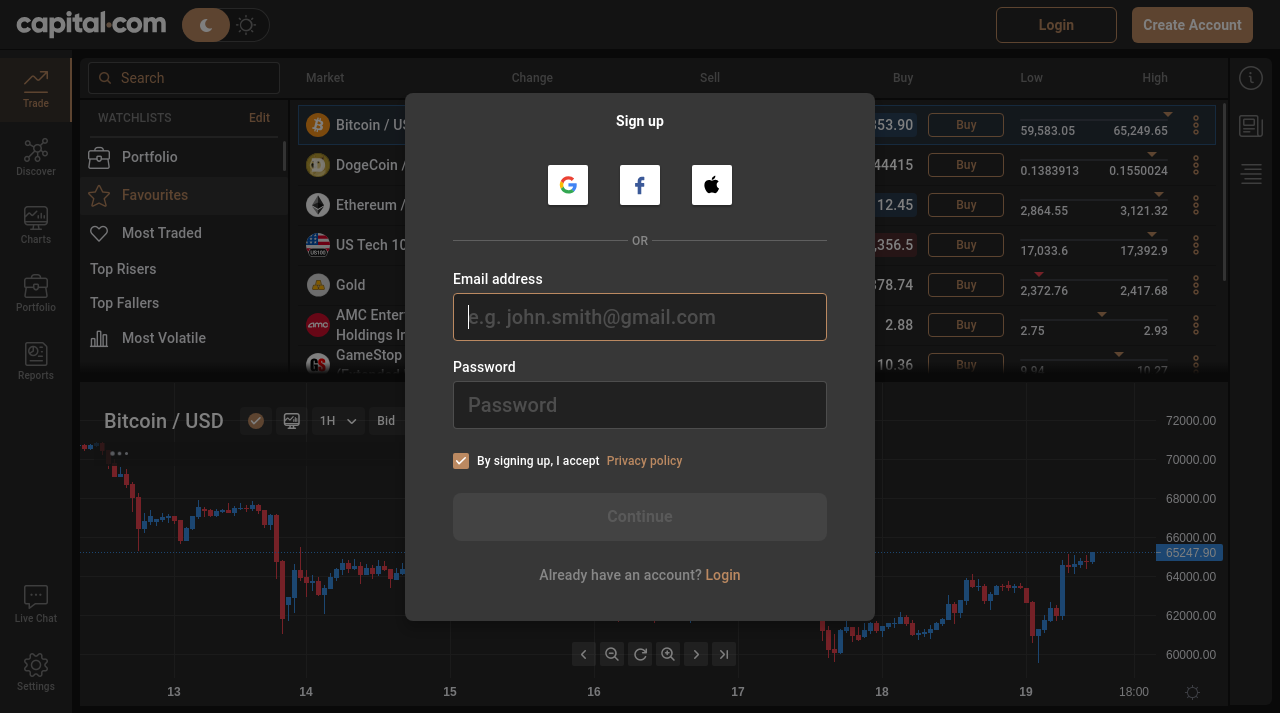 capital.com
Login
Create Account
Trade
Discover
Charts
Portfolio
Reports
Live Chat
Settings
Search
WATCHLISTS
Edit
Portfolio
Favourites
Most Traded
Top Risers
Top Fallers
Most Volatile
Market
Change
Sell
Buy
Low
High
Bitcoin / US
53.90
Buy
59,583.05
65,249.65
DogeCoin /
44415
Buy
0.1383913
0.1550024
Ethereum /
12.45
Buy
2,864.55
3,121.32
US100
US Tech 10
,356.5
Buy
17,033.6
17,392.9
Gold
378.74
Buy
2,372.76
2,417.68
amc
AMC Enter
Holdings In
2.88
Buy
2.75
2.93
GS
GameStop
10.36
Buy
9.94
10.27
Sign up
OR
Email address
e.g. john.smith@gmail.com
Password
Password
By signing up, I accept Privacy policy
Continue
Already have an account? Login
Bitcoin / USD
1H
Bid
72000.00
70000.00
68000.00
66000.00
65247.90
64000.00
62000.00
60000.00
13
14
15
16
17
18
19
18:00